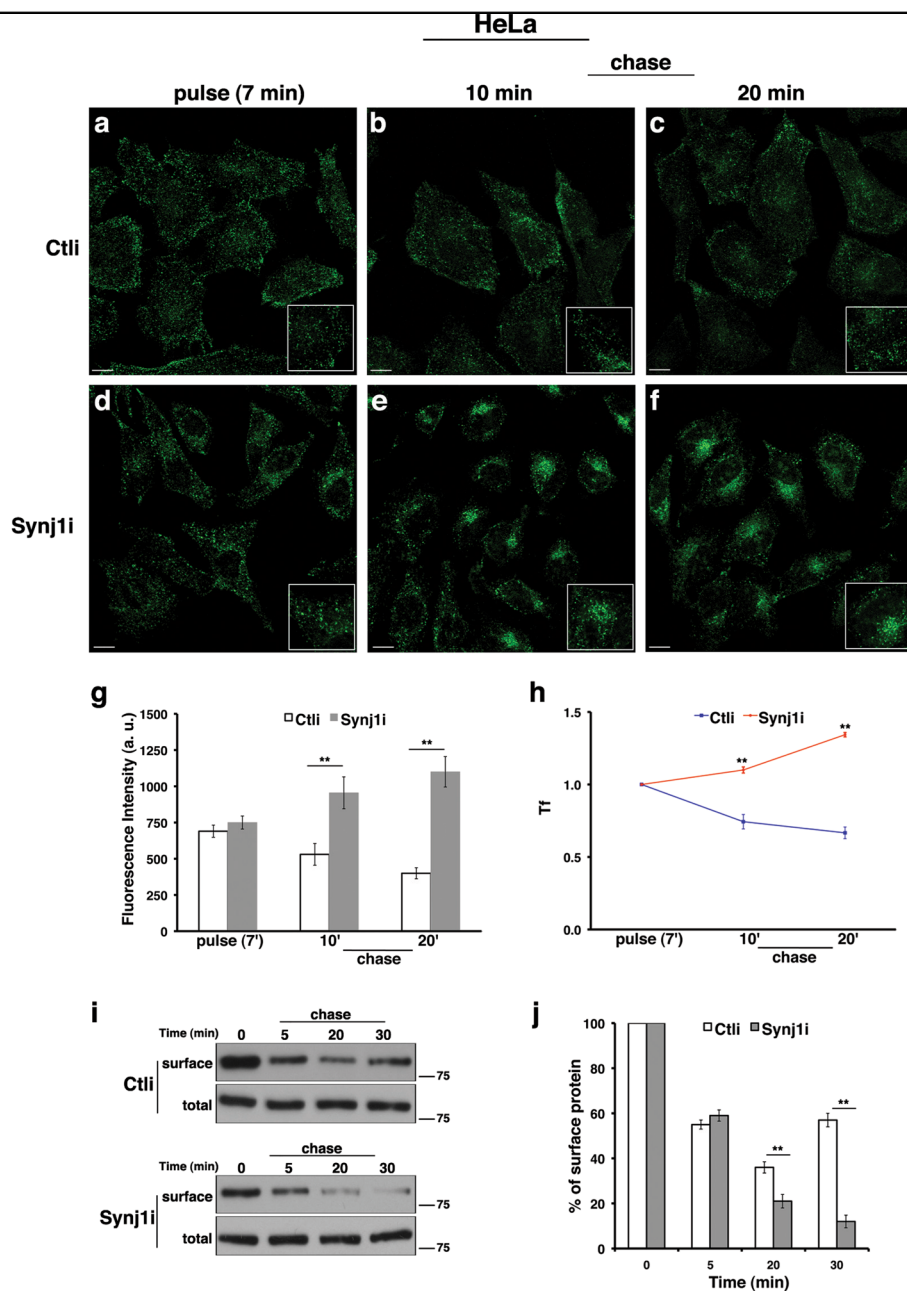 HeLa
chase
pulse (7 min) 10 min 20 min
a b c
Ctli
d e f
Synj1i
g
Ctli Synj1i
Fluorescence Intensity (a. u.)
1500
1250
1000
750
500
250
0
** **
pulse (7') 10' 20'
chase
h
Ctli Synj1i
Tf
1.5
1.0
0.5
0.0
** **
pulse (7') 10' 20'
chase
i
chase
Time (min) 0 5 20 30
Ctli
surface
75
total
75
chase
Time (min) 0 5 20 30
Synj1i
surface
75
total
75
j
Ctli Synj1i
% of surface protein
100
80
60
40
20
0
** **
0 5 20 30
Time (min)